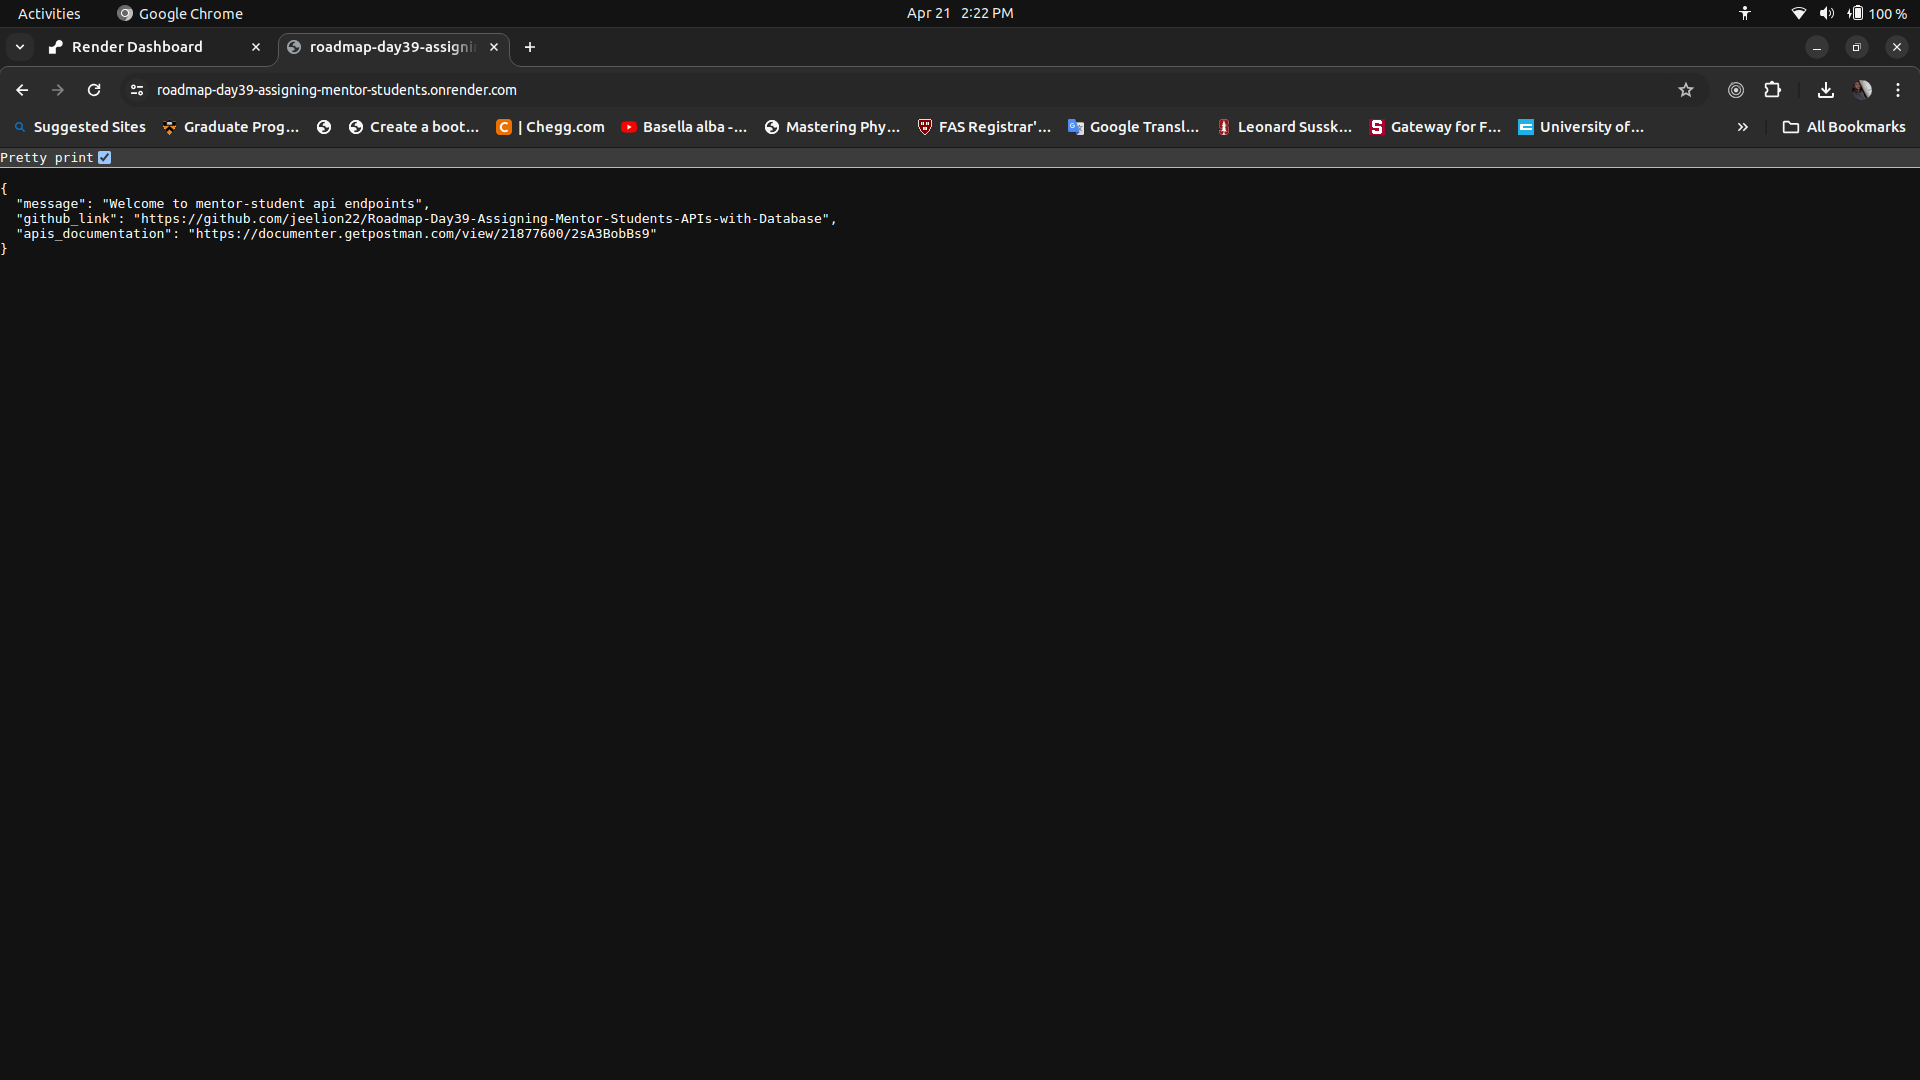 Activities Google Chrome Apr 21 2:22 PM 100 %
Render Dashboard roadmap-day39-assigni
roadmap-day39-assigning-mentor-students.onrender.com
Suggested Sites Graduate Prog... Create a boot... | Chegg.com Basella alba -... Mastering Phy... FAS Registrar'... Google Transl... Leonard Sussk... Gateway for F... University of... » All Bookmarks
Pretty print
{
  "message": "Welcome to mentor-student api endpoints",
  "github_link": "https://github.com/jeelion22/Roadmap-Day39-Assigning-Mentor-Students-APIs-with-Database",
  "apis_documentation": "https://documenter.getpostman.com/view/21877600/2sA3BobBs9"
}